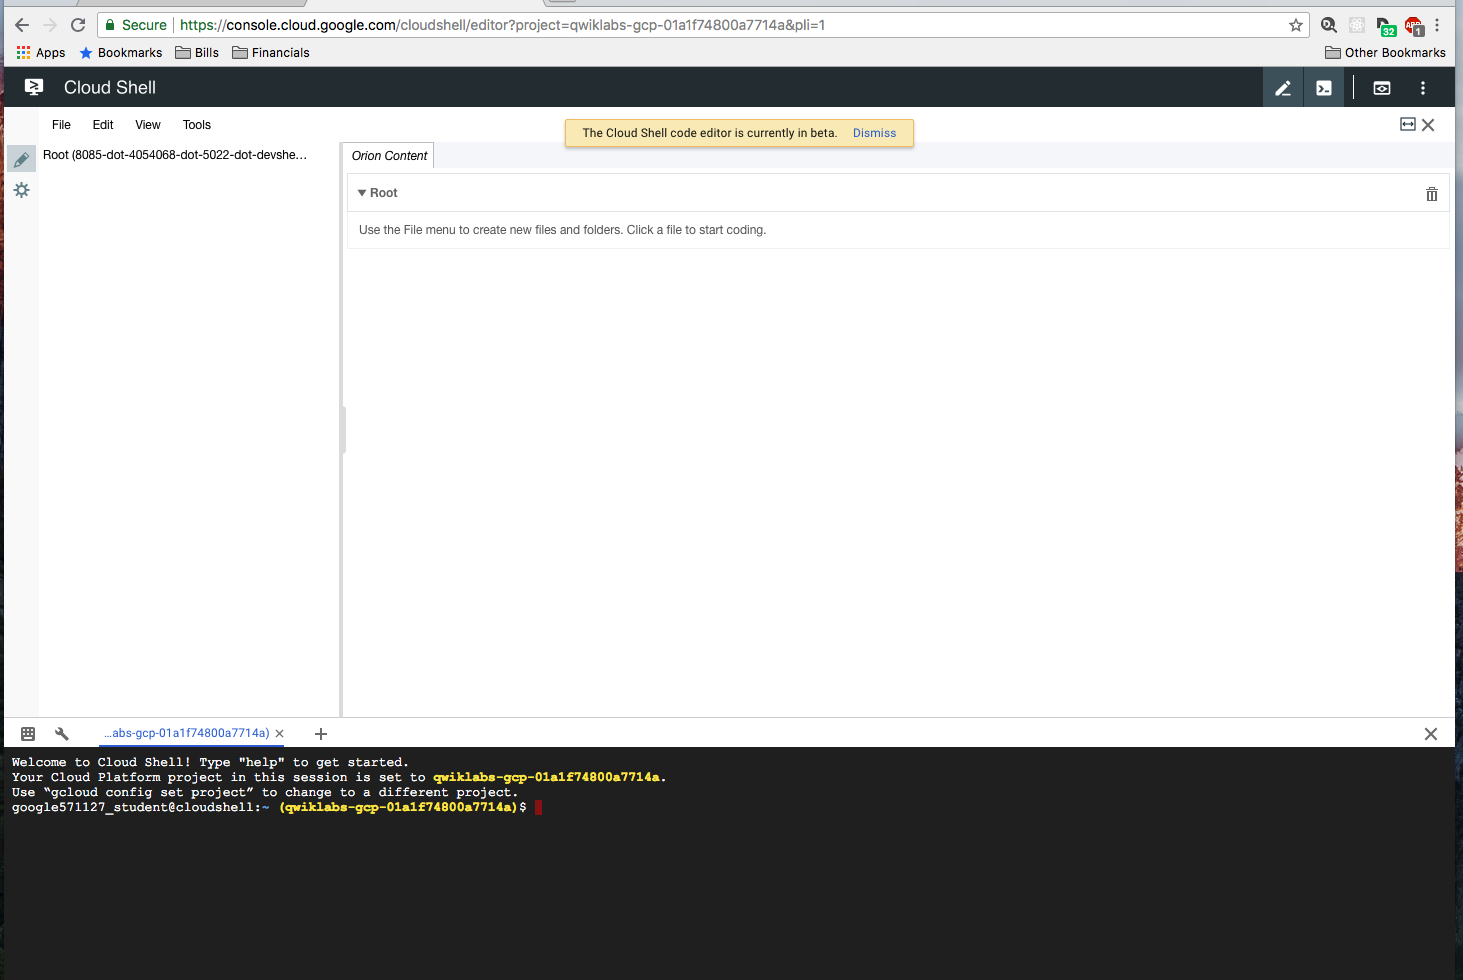 Secure https://console.cloud.google.com/cloudshell/editor?project=qwiklabs-gcp-01a1f74800a7714a&pli=1
32
ABP
1
Apps Bookmarks Bills Financials Other Bookmarks
Cloud Shell
File Edit View Tools
The Cloud Shell code editor is currently in beta. Dismiss
Root (8085-dot-4054068-dot-5022-dot-devshe...
Orion Content
Root
Use the File menu to create new files and folders. Click a file to start coding.
...abs-gcp-01a1f74800a7714a)
Welcome to Cloud Shell! Type "help" to get started.
Your Cloud Platform project in this session is set to qwiklabs-gcp-01a1f74800a7714a.
Use “gcloud config set project” to change to a different project.
google571127_student@cloudshell:~ (qwiklabs-gcp-01a1f74800a7714a)$